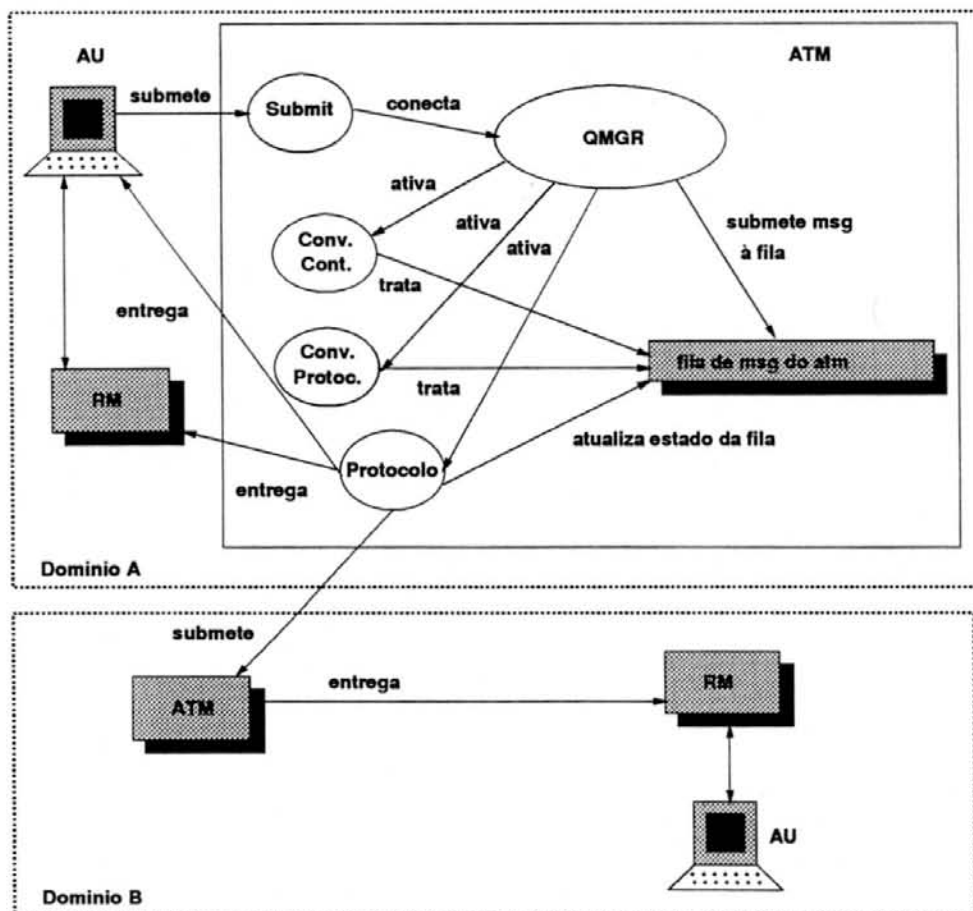 AU
ATM
submete
Submit
conecta
QMGR
ativa
ativa
ativa
submete msg
à fila
Conv.
Cont.
trata
entrega
Conv.
Protoc.
fila de msg do atm
trata
RM
atualiza estado da fila
Protocolo
entrega
Dominio A
submete
entrega
RM
ATM
AU
Dominio B